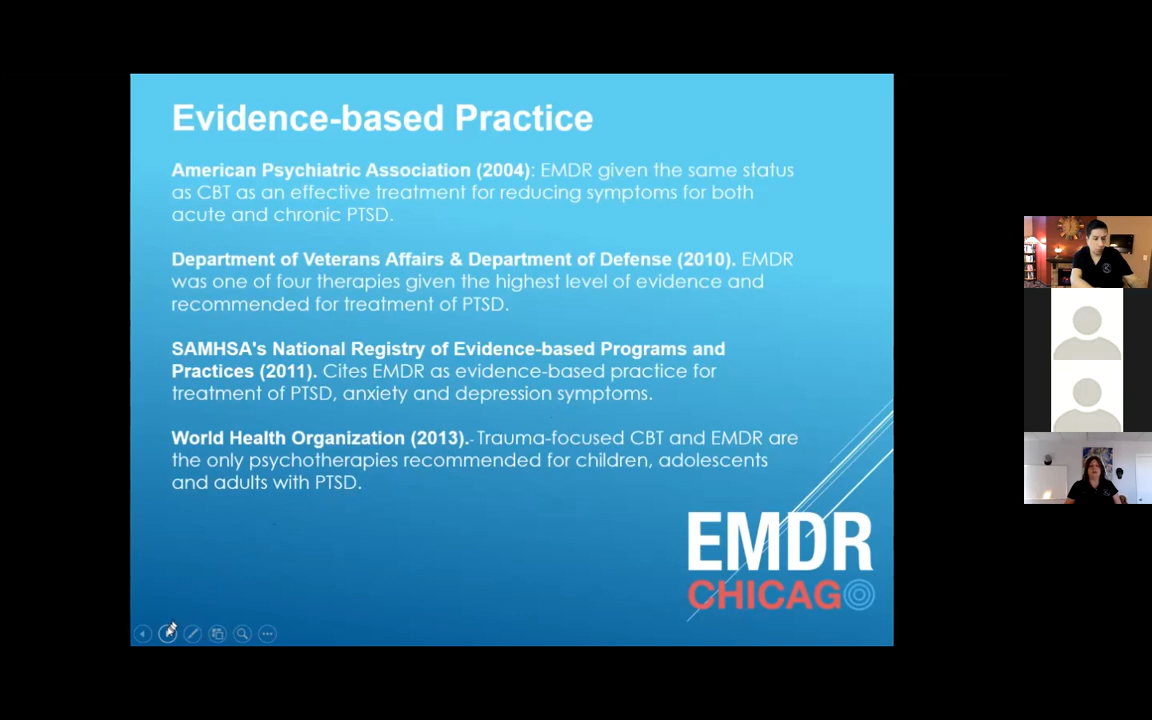 Evidence-based Practice
American Psychiatric Association (2004): EMDR given the same status
as CBT as an effective treatment for reducing symptoms for both
acute and chronic PTSD.
Department of Veterans Affairs & Department of Defense (2010). EMDR
was one of four therapies given the highest level of evidence and
recommended for treatment of PTSD.
SAMHSA's National Registry of Evidence-based Programs and
Practices (2011). Cites EMDR as evidence-based practice for
treatment of PTSD, anxiety and depression symptoms.
World Health Organization (2013).- Trauma-focused CBT and EMDR are
the only psychotherapies recommended for children, adolescents
and adults with PTSD.
EMDR
CHICAGO